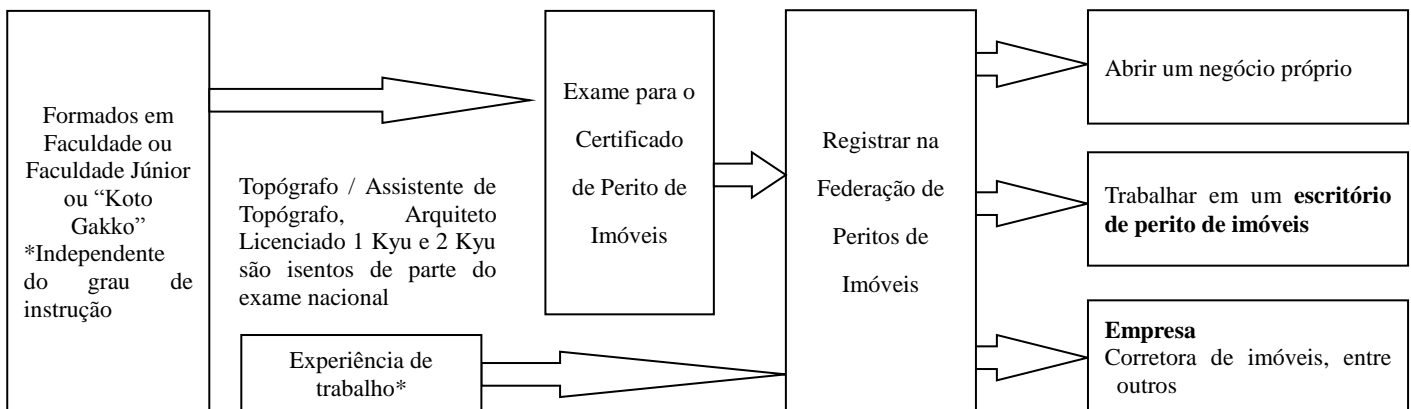 Formados em
Faculdade ou
Faculdade Júnior
ou “Koto
Gakko”
*Independente
do grau de
instrução
Topógrafo / Assistente de
Topógrafo, Arquiteto
Licenciado 1 Kyu e 2 Kyu
são isentos de parte do
exame nacional
Experiência de
trabalho*
Exame para o
Certificado
de Perito de
Imóveis
Registrar na
Federação de
Peritos de
Imóveis
Abrir um negócio próprio
Trabalhar em um escritório
de perito de imóveis
Empresa
Corretora de imóveis, entre
outros